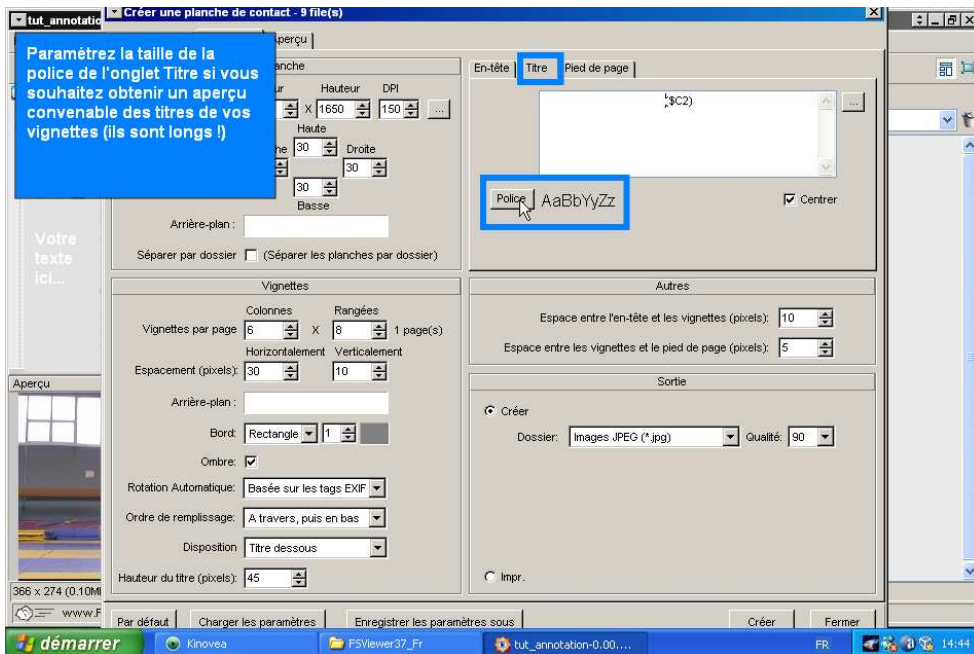 tut_annotatio
Créer une planche de contact - 9 file(s)
Aperçu
Paramétrez la taille de la
police de l'onglet Titre si vous
souhaitez obtenir un aperçu
convenable des titres de vos
vignettes (ils sont longs !)
Hauteur DPI
X 1650 150 ...
Haute
30 Droite
30
30
Basse
Arrière-plan :
Séparer par dossier (Séparer les planches par dossier)
En-tête Titre Pied de page
$C2)
...
Police AaBbYyZz Centrer
Votre
texte
ici...
Vignettes
Colonnes Rangées
Vignettes par page 6 X 8 1 page(s)
Horizontalement Verticalement
Espacement (pixels): 30 10
Arrière-plan :
Bord: Rectangle 1
Ombre:
Rotation Automatique: Basée sur les tags EXIF
Ordre de remplissage: A travers, puis en bas
Disposition Titre dessous
Hauteur du titre (pixels): 45
Autres
Espace entre l'en-tête et les vignettes (pixels): 10
Espace entre les vignettes et le pied de page (pixels): 5
Sortie
Créer
Dossier: Images JPEG (*.jpg) Qualité: 90
Impr.
Aperçu
366 x 274 (0.10M
www.F
Par défaut Charger les paramètres Enregistrer les paramètres sous Créer Fermer
démarrer Kinovea FSViewer37_Fr tut_annotation-0.00.... FR 14:44